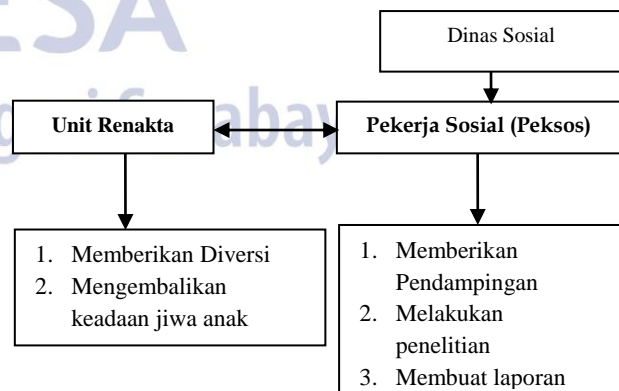 ESA
Dinas Sosial
Unit Renakta
Pekerja Sosial (Peksos)
1. Memberikan Diversi
2. Mengembalikan
keadaan jiwa anak
1. Memberikan
Pendampingan
2. Melakukan
penelitian
3. Membuat laporan